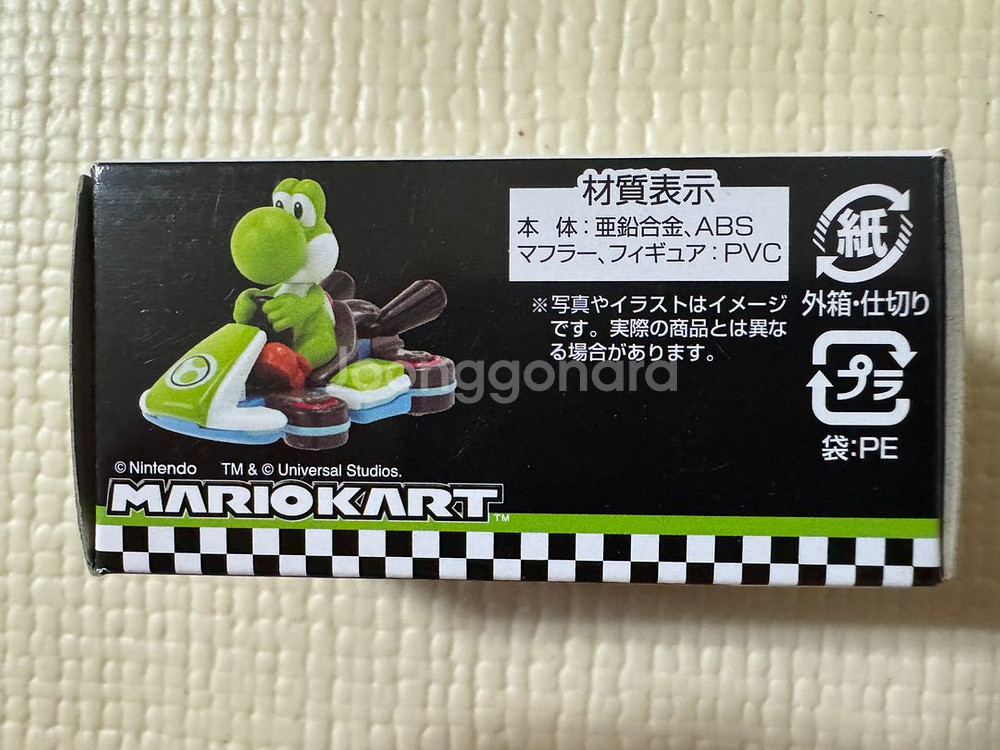 材質表示
本 体：亜鉛合金、ABS
マフラー、フィギュア：PVC
※写真やイラストはイメージ
です。実際の商品とは異な
る場合があります。
紙
外箱・仕切り
プラ
袋：PE
loonggonara
©Nintendo TM & © Universal Studios.
MARIOKART™